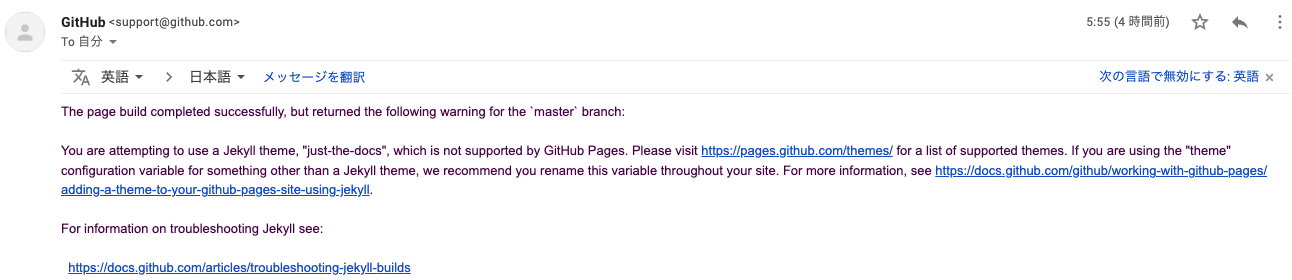 GitHub <support@github.com>
5:55 (4 時間前)
To 自分
英語 > 日本語 メッセージを翻訳
次の言語で無効にする: 英語 ×
The page build completed successfully, but returned the following warning for the `master` branch:
You are attempting to use a Jekyll theme, "just-the-docs", which is not supported by GitHub Pages. Please visit https://pages.github.com/themes/ for a list of supported themes. If you are using the "theme"
configuration variable for something other than a Jekyll theme, we recommend you rename this variable throughout your site. For more information, see https://docs.github.com/github/working-with-github-pages/
adding-a-theme-to-your-github-pages-site-using-jekyll.
For information on troubleshooting Jekyll see:
https://docs.github.com/articles/troubleshooting-jekyll-builds